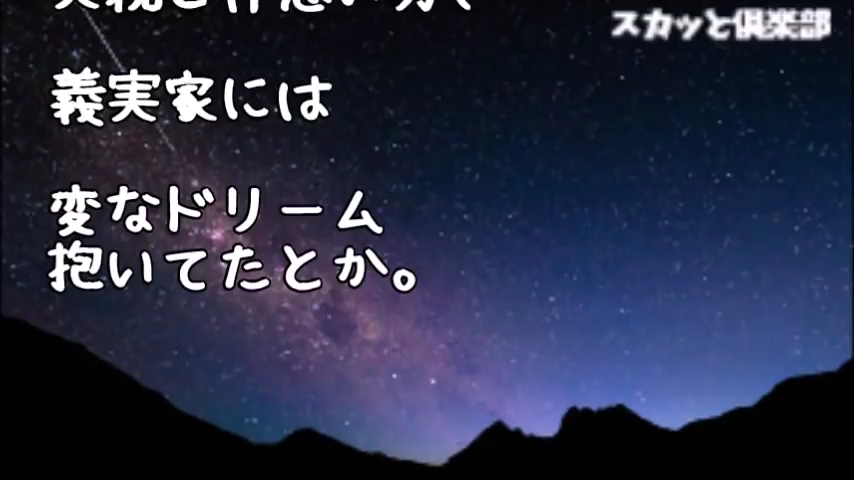 スカッと倶楽部
義実家には
変なドリーム
抱いてたとか。